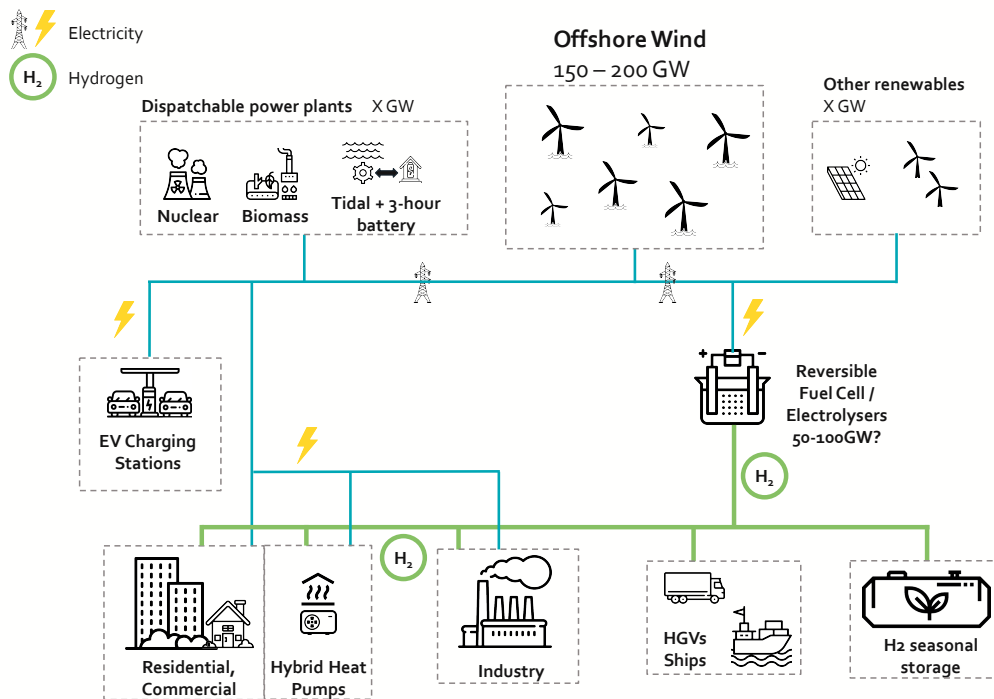 Electricity
H₂ Hydrogen
Offshore Wind
150 – 200 GW
Dispatchable power plants X GW
Other renewables
X GW
Nuclear
Biomass
Tidal + 3-hour
battery
+ −
Reversible
Fuel Cell /
Electrolysers
50-100GW?
EV Charging
Stations
H₂
H₂
Residential,
Commercial
Hybrid Heat
Pumps
Industry
HGVs
Ships
H2 seasonal
storage